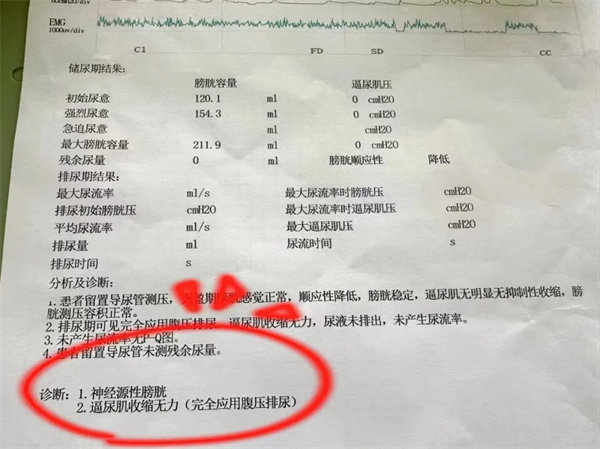 EMG
1000uv/div
C1 FD SD CC
储尿期结果:
膀胱容量 逼尿肌压
初始尿意 120.1 ml 0 cmH2O
强烈尿意 154.3 ml 0 cmH2O
急迫尿意 ml cmH2O
最大膀胱容量 211.9 ml 0 cmH2O
残余尿量 0 ml 膀胱顺应性 降低
排尿期结果:
最大尿流率 ml/s 最大尿流率时膀胱压 cmH2O
排尿初始膀胱压 cmH2O 最大尿流率时逼尿肌压 cmH2O
平均尿流率 ml/s 最大逼尿肌压 cmH2O
排尿量 ml 尿流时间 s
排尿时间 s
分析及诊断:
1. 患者留置导尿管测压，充盈期膀胱感觉正常，顺应性降低，膀胱稳定，逼尿肌无明显无抑制性收缩，膀
胱测压容积正常。
2. 排尿期可见完全应用腹压排尿，逼尿肌收缩无力，尿液未排出，未产生尿流率。
3. 未产生尿流率无P-Q图。
4. 患者留置导尿管未测残余尿量。
诊断: 1. 神经源性膀胱
2. 逼尿肌收缩无力（完全应用腹压排尿）